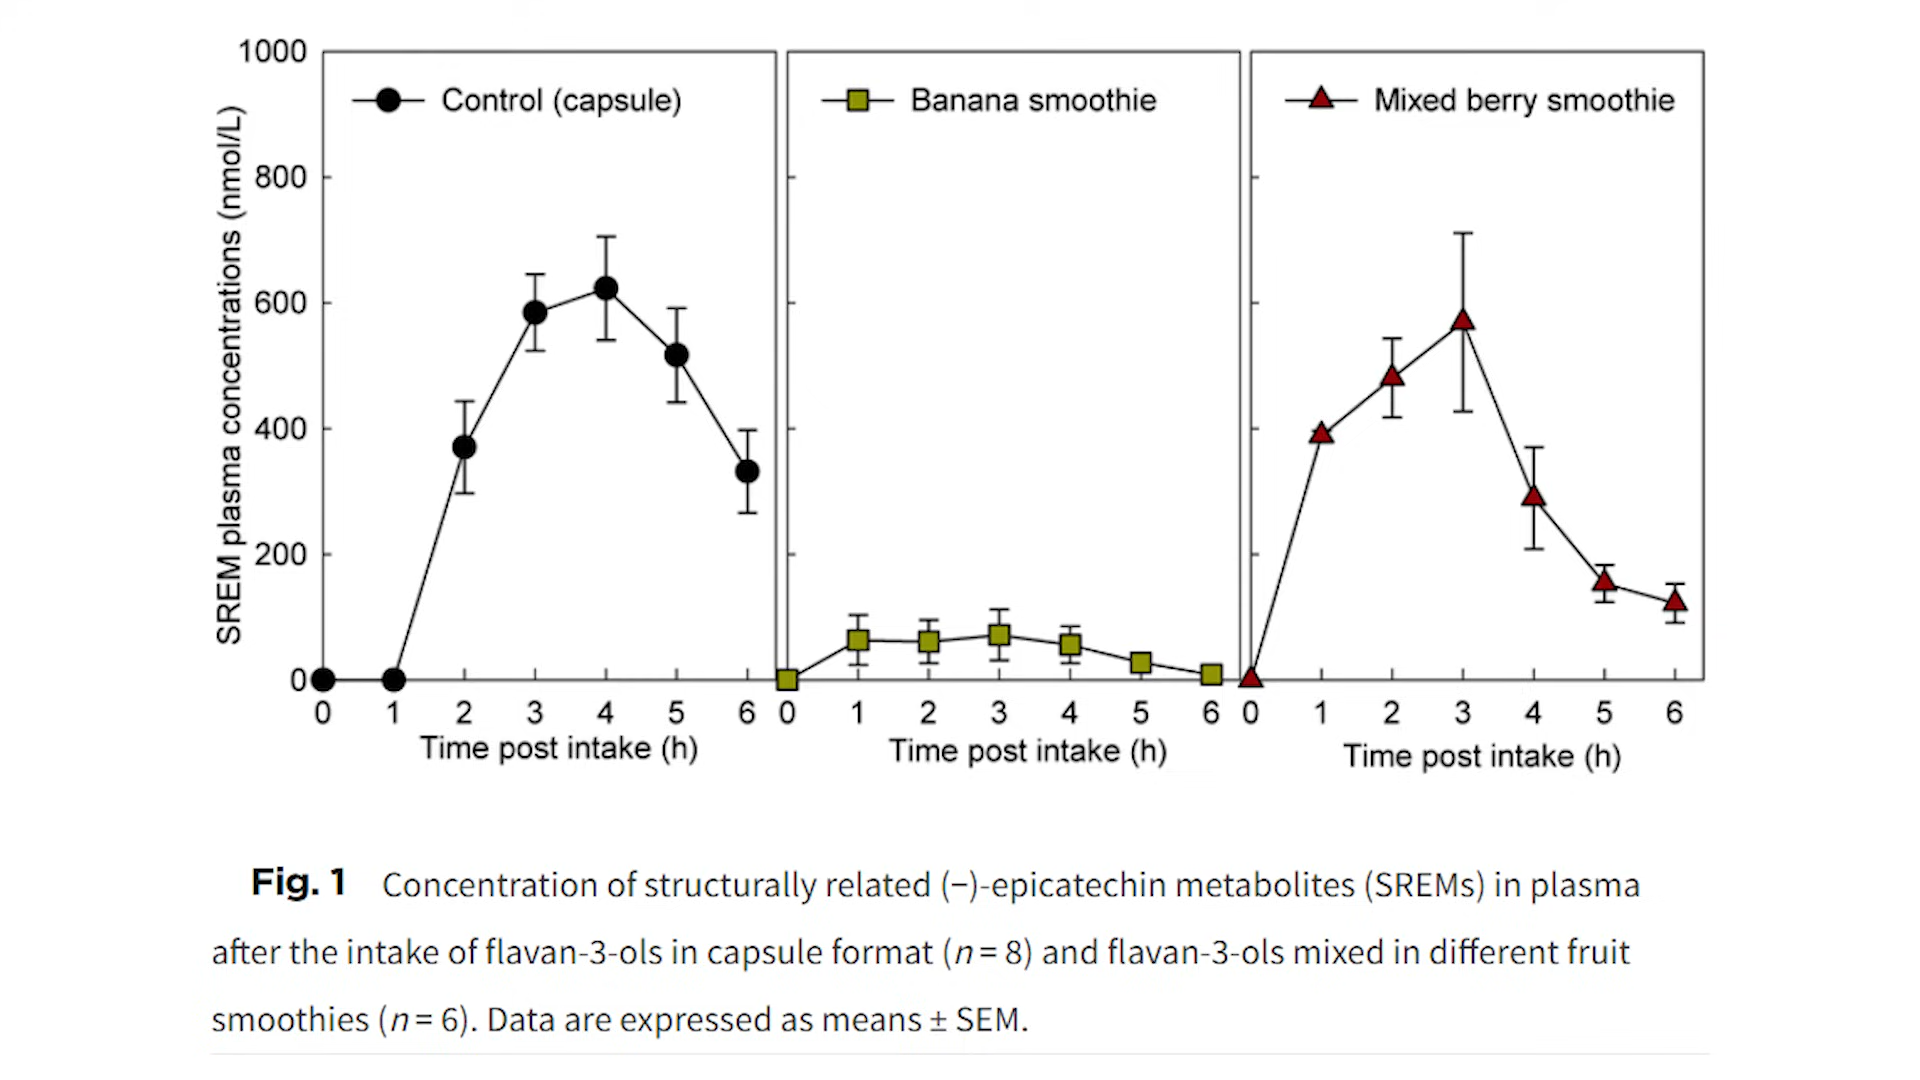 SREM plasma concentrations (nmol/L)
1000
800
600
400
200
0
Control (capsule)
0 1 2 3 4 5 6
Time post intake (h)
Banana smoothie
0 1 2 3 4 5 6
Time post intake (h)
Mixed berry smoothie
0 1 2 3 4 5 6
Time post intake (h)
Fig. 1 Concentration of structurally related (−)-epicatechin metabolites (SREMs) in plasma
after the intake of flavan-3-ols in capsule format (n = 8) and flavan-3-ols mixed in different fruit
smoothies (n = 6). Data are expressed as means ± SEM.